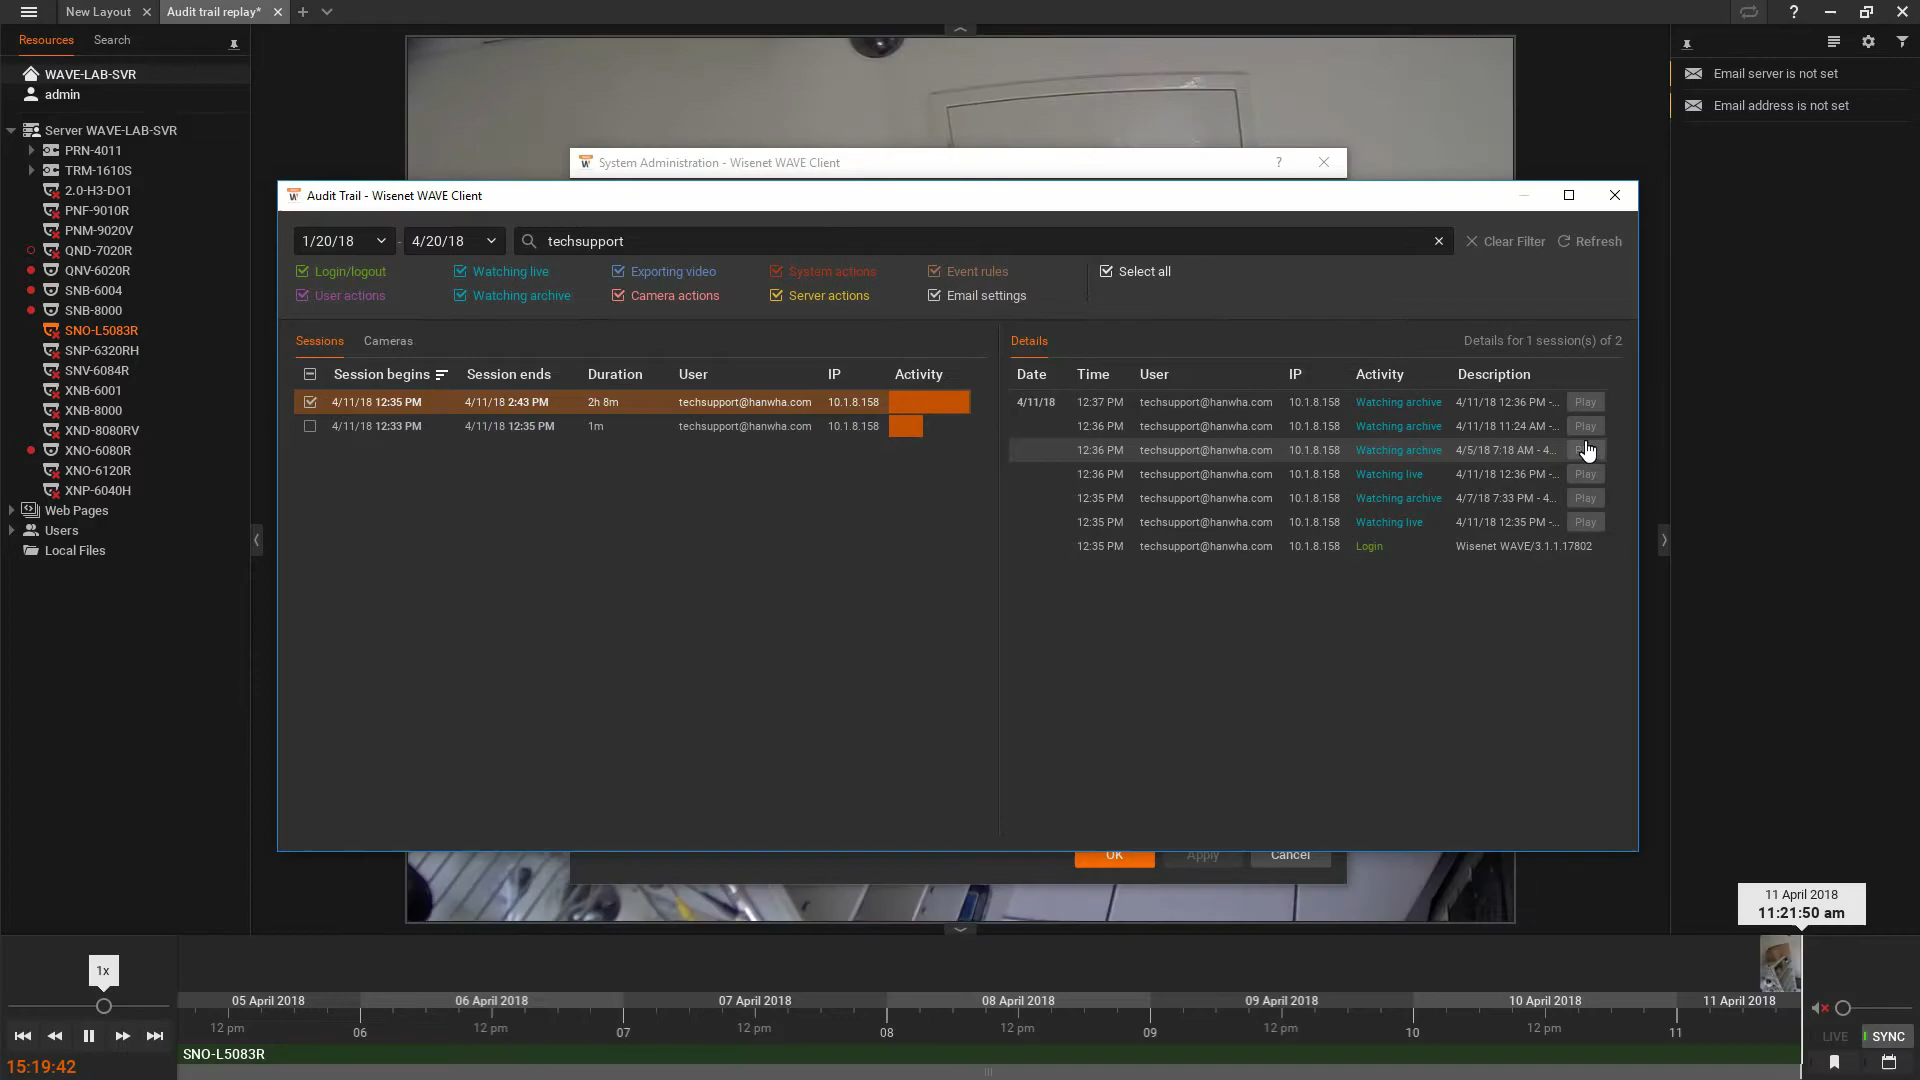 New Layout
Audit trail replay*
?
Resources
Search
WAVE-LAB-SVR
admin
Server WAVE-LAB-SVR
PRN-4011
TRM-1610S
2.0-H3-DO1
PNF-9010R
PNM-9020V
QND-7020R
QNV-6020R
SNB-6004
SNB-8000
SNO-L5083R
SNP-6320RH
SNV-6084R
XNB-6001
XNB-8000
XND-8080RV
XNO-6080R
XNO-6120R
XNP-6040H
Web Pages
Users
Local Files
Email server is not set
Email address is not set
System Administration - Wisenet WAVE Client
?
Audit Trail - Wisenet WAVE Client
1/20/18 - 4/20/18 techsupport Clear Filter Refresh
Login/logout Watching live Exporting video System actions Event rules Select all
User actions Watching archive Camera actions Server actions Email settings
Sessions Cameras
Session begins Session ends Duration User IP Activity
4/11/18 12:35 PM 4/11/18 2:43 PM 2h 8m techsupport@hanwha.com 10.1.8.158
4/11/18 12:33 PM 4/11/18 12:35 PM 1m techsupport@hanwha.com 10.1.8.158
Details Details for 1 session(s) of 2
Date Time User IP Activity Description
4/11/18 12:37 PM techsupport@hanwha.com 10.1.8.158 Watching archive 4/11/18 12:36 PM -... Play
12:36 PM techsupport@hanwha.com 10.1.8.158 Watching archive 4/11/18 11:24 AM -... Play
12:36 PM techsupport@hanwha.com 10.1.8.158 Watching archive 4/5/18 7:18 AM - 4...
12:36 PM techsupport@hanwha.com 10.1.8.158 Watching live 4/11/18 12:36 PM -... Play
12:35 PM techsupport@hanwha.com 10.1.8.158 Watching archive 4/7/18 7:33 PM - 4... Play
12:35 PM techsupport@hanwha.com 10.1.8.158 Watching live 4/11/18 12:35 PM -... Play
12:35 PM techsupport@hanwha.com 10.1.8.158 Login Wisenet WAVE/3.1.1.17802
OK Apply Cancel
11 April 2018
11:21:50 am
1x
05 April 2018 06 April 2018 07 April 2018 08 April 2018 09 April 2018 10 April 2018 11 April 2018
12 pm 06 12 pm 07 12 pm 08 12 pm 09 12 pm 10 12 pm 11
LIVE SYNC
SNO-L5083R
15:19:42